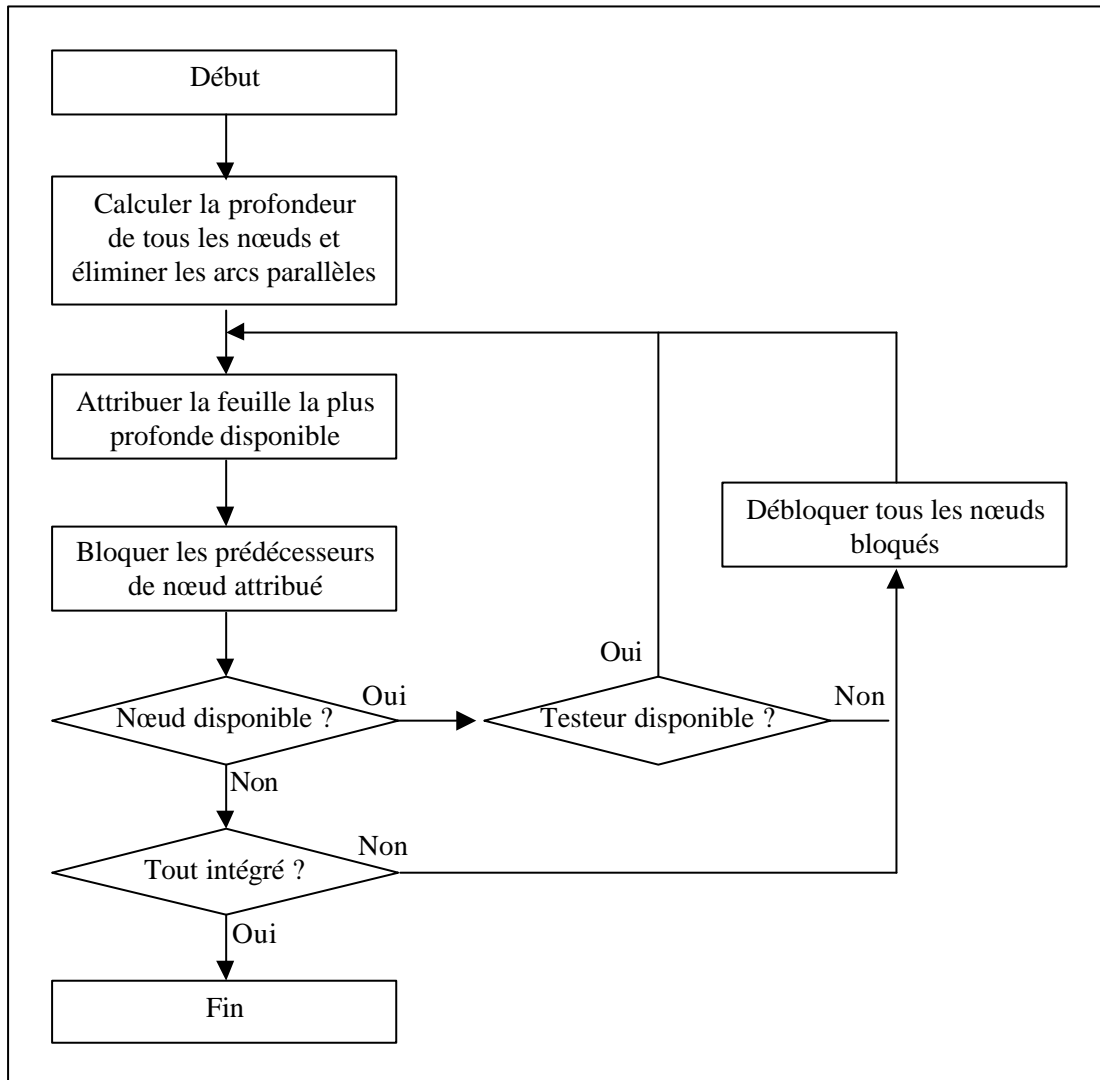 Début
Calculer la profondeur
de tous les nœuds et
éliminer les arcs parallèles
Attribuer la feuille la plus
profonde disponible
Débloquer tous les nœuds
bloqués
Bloquer les prédécesseurs
de nœud attribué
Oui
Oui
Non
Nœud disponible ?
Testeur disponible ?
Non
Non
Tout intégré ?
Oui
Fin